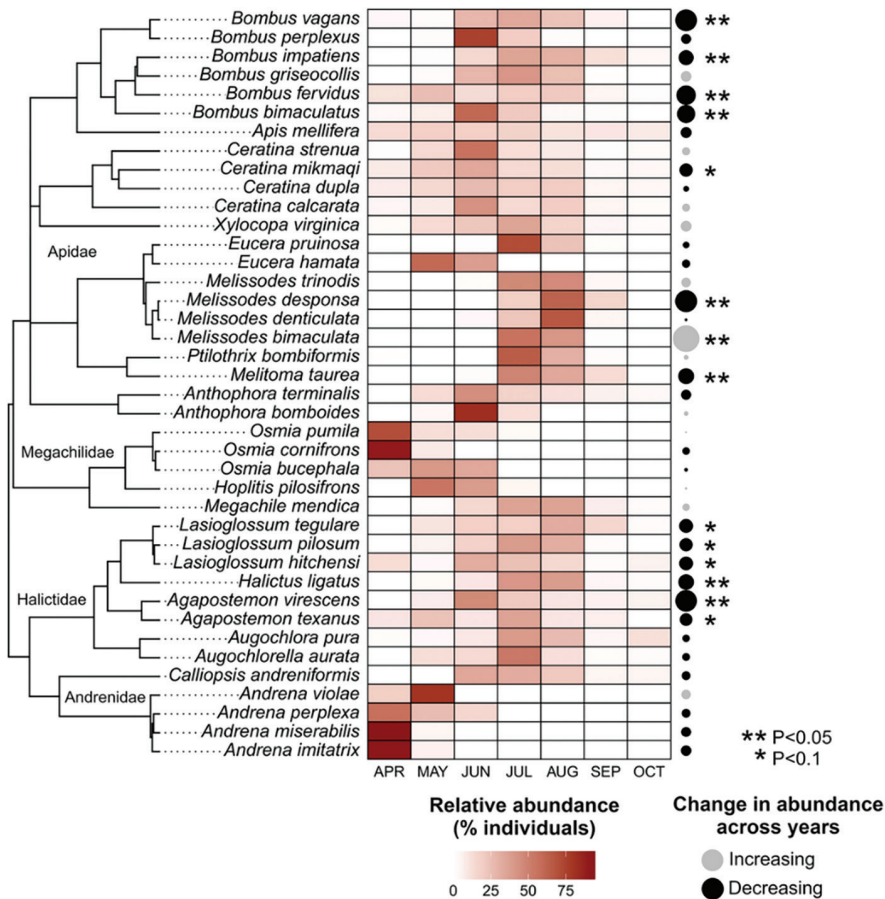 Bombus vagans **
Bombus perplexus
Bombus impatiens **
Bombus griseocollis
Bombus fervidus **
Bombus bimaculatus **
Apis mellifera
Ceratina strenua
Ceratina mikmaqi *
Ceratina dupla
Ceratina calcarata
Xylocopa virginica
Eucera pruinosa
Apidae
Eucera hamata
Melissodes trinodis
Melissodes desponsa **
Melissodes denticulata
Melissodes bimaculata **
Ptilothrix bombiformis
Melitoma taurea **
Anthophora terminalis
Anthophora bomboides
Osmia pumila
Megachilidae
Osmia cornifrons
Osmia bucephala
Hoplitis pilosifrons
Megachile mendica
Lasioglossum tegulare *
Lasioglossum pilosum *
Lasioglossum hitchensi *
Halictus ligatus **
Halictidae
Agapostemon virescens **
Agapostemon texanus *
Augochlora pura
Augochlorella aurata
Calliopsis andreniformis
Andrenidae
Andrena violae
Andrena perplexa
Andrena miserabilis
Andrena imitatrix
** P<0.05
* P<0.1
APR MAY JUN JUL AUG SEP OCT
Relative abundance
(% individuals)
0 25 50 75
Change in abundance
across years
Increasing
Decreasing